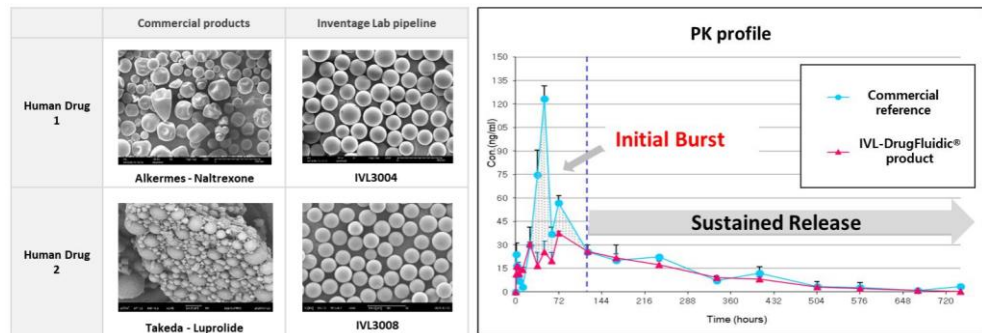 Commercial products
Inventage Lab pipeline
Human Drug
1
Alkermes - Naltrexone
IVL3004
Human Drug
2
Takeda - Luprolide
IVL3008
PK profile
Con.(ng/ml)
150
135
120
105
90
75
60
45
30
15
0
Initial Burst
Commercial
reference
IVL-DrugFluidic®
product
Sustained Release
0 72 144 216 288 360 432 504 576 648 720
Time (hours)